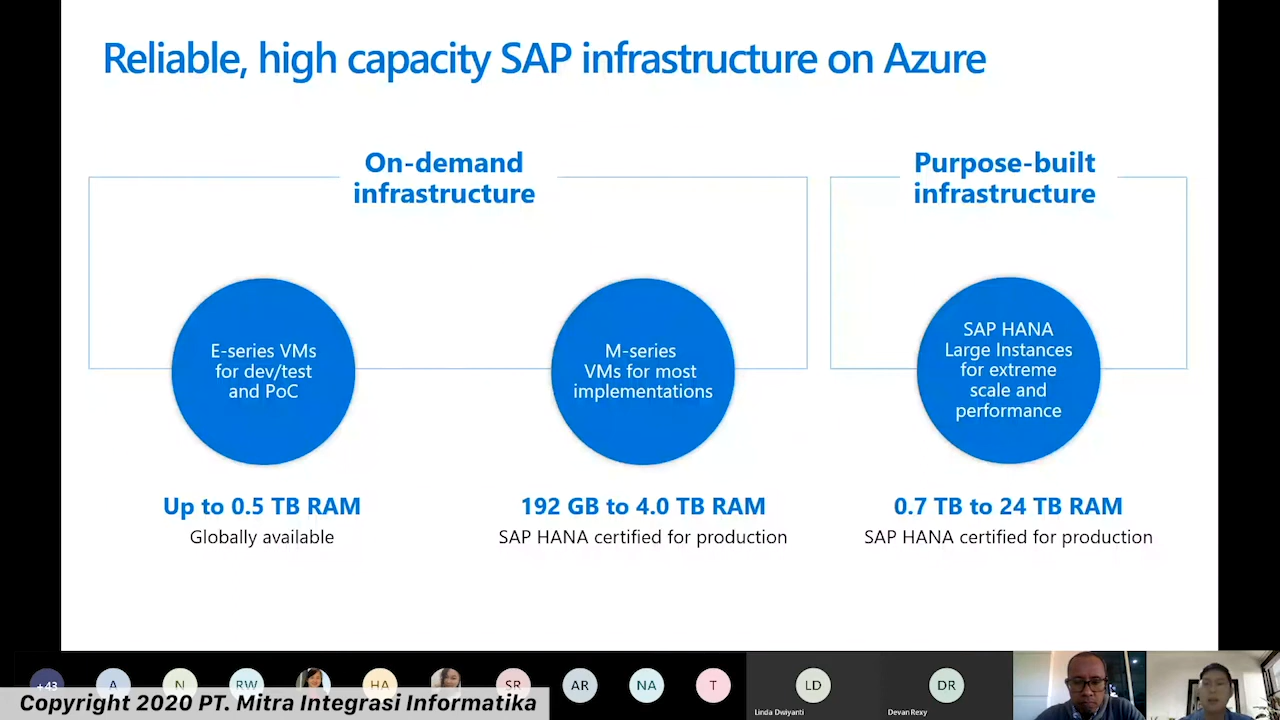 Reliable, high capacity SAP infrastructure on Azure
On-demand
infrastructure
Purpose-built
infrastructure
E-series VMs
for dev/test
and PoC
M-series
VMs for most
implementations
SAP HANA
Large Instances
for extreme
scale and
performance
Up to 0.5 TB RAM
Globally available
192 GB to 4.0 TB RAM
SAP HANA certified for production
0.7 TB to 24 TB RAM
SAP HANA certified for production
+43
A
N
RW
HA
SR
AR
NA
T
LD
DR
Linda Dwiyanti
Devan Rexy
Copyright 2020 PT. Mitra Integrasi Informatika